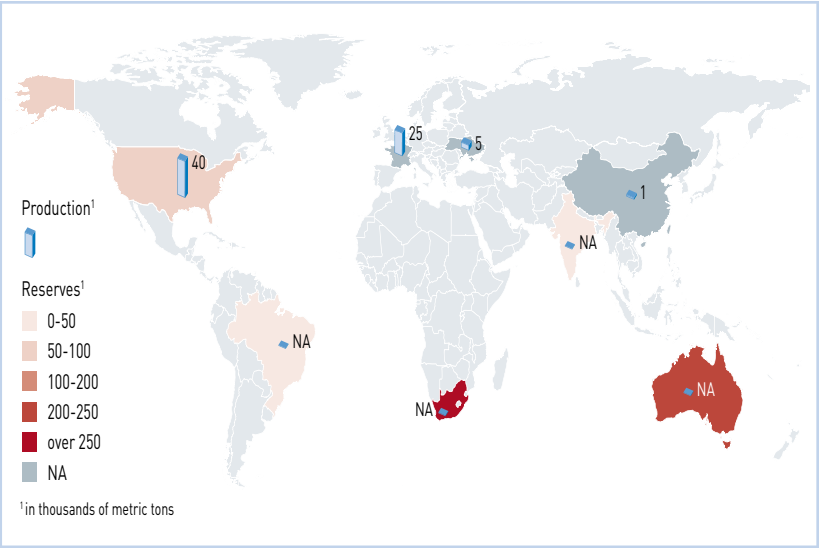 25
5
40
1
Production¹
NA
Reserves¹
0-50
NA
50-100
100-200
NA
200-250
NA
over 250
NA
¹in thousands of metric tons